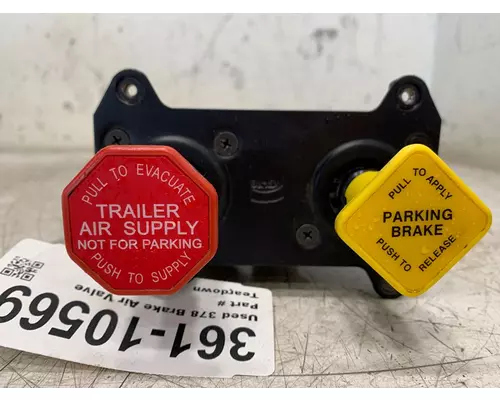 PULL TO EVACUATE
TRAILER
AIR SUPPLY
NOT FOR PARKING
PUSH TO SUPPLY
PULL TO APPLY
PARKING
BRAKE
PUSH TO RELEASE
361-10569
Used 378 Brake Air Valve
Part #
Teardown